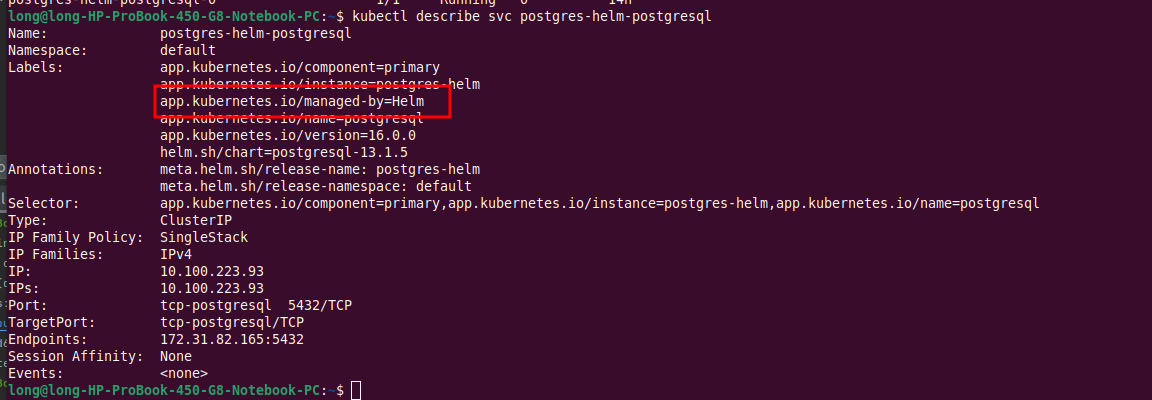 postgres-helm-postgresql-0 1/1 Running 0 14h
long@long-HP-ProBook-450-G8-Notebook-PC:~$ kubectl describe svc postgres-helm-postgresql
Name: postgres-helm-postgresql
Namespace: default
Labels: app.kubernetes.io/component=primary
app.kubernetes.io/instance=postgres-helm
app.kubernetes.io/managed-by=Helm
app.kubernetes.io/name=postgresql
app.kubernetes.io/version=16.0.0
helm.sh/chart=postgresql-13.1.5
Annotations: meta.helm.sh/release-name: postgres-helm
meta.helm.sh/release-namespace: default
Selector: app.kubernetes.io/component=primary,app.kubernetes.io/instance=postgres-helm,app.kubernetes.io/name=postgresql
Type: ClusterIP
IP Family Policy: SingleStack
IP Families: IPv4
IP: 10.100.223.93
IPs: 10.100.223.93
Port: tcp-postgresql 5432/TCP
TargetPort: tcp-postgresql/TCP
Endpoints: 172.31.82.165:5432
Session Affinity: None
Events: <none>
long@long-HP-ProBook-450-G8-Notebook-PC:~$